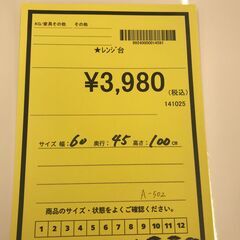 KG/家具その他 その他
9924000014561
★レンジ台
¥3,980
(税込)
141025
サイズ 幅: 60 奥行: 45 高さ: 100 cm
A-502
商品のサイズ・状態をよくご確認ください。
1 2 3 4 5 6 7 8 9 10 11 12